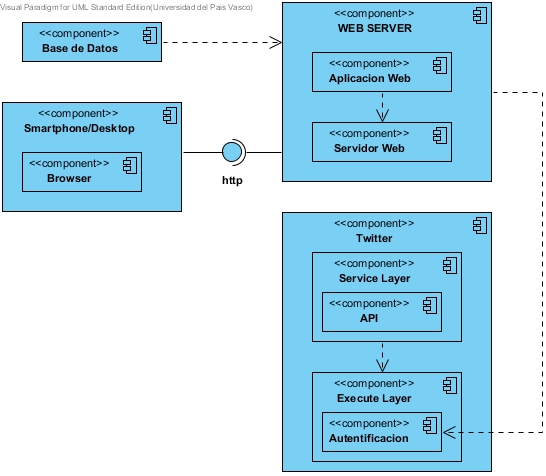 Visual Paradigm for UML Standard Edition(Universidad del Pais Vasco)
<<component>>
Base de Datos
<<component>>
WEB SERVER
<<component>>
Aplicacion Web
<<component>>
Servidor Web
<<component>>
Smartphone/Desktop
<<component>>
Browser
http
<<component>>
Twitter
<<component>>
Service Layer
<<component>>
API
<<component>>
Execute Layer
<<component>>
Autentificacion